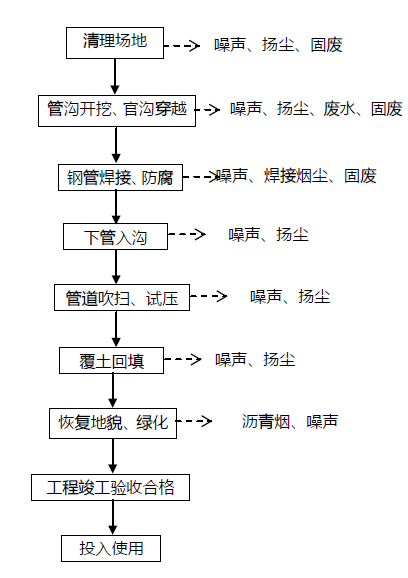 清理场地 噪声、扬尘、固废
管沟开挖、官沟穿越 噪声、扬尘、废水、固废
钢管焊接、防腐 噪声、焊接烟尘、固废
下管入沟 噪声、扬尘
管道吹扫、试压 噪声、扬尘
覆土回填 噪声、扬尘
恢复地貌、绿化 沥青烟、噪声
工程竣工验收合格
投入使用